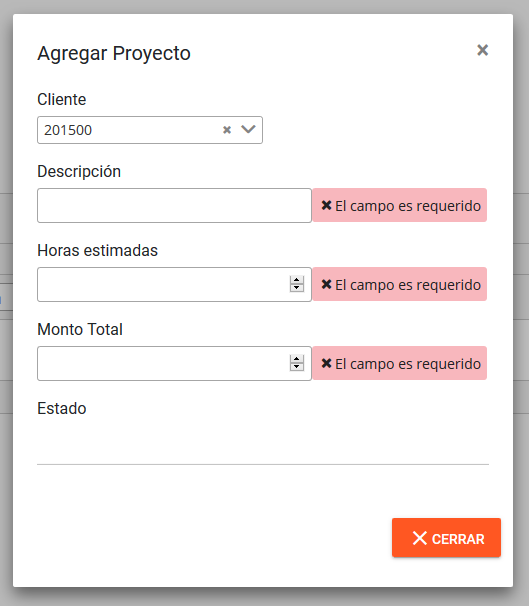 Agregar Proyecto
Cliente
201500
Descripción
El campo es requerido
Horas estimadas
El campo es requerido
Monto Total
El campo es requerido
Estado
CERRAR